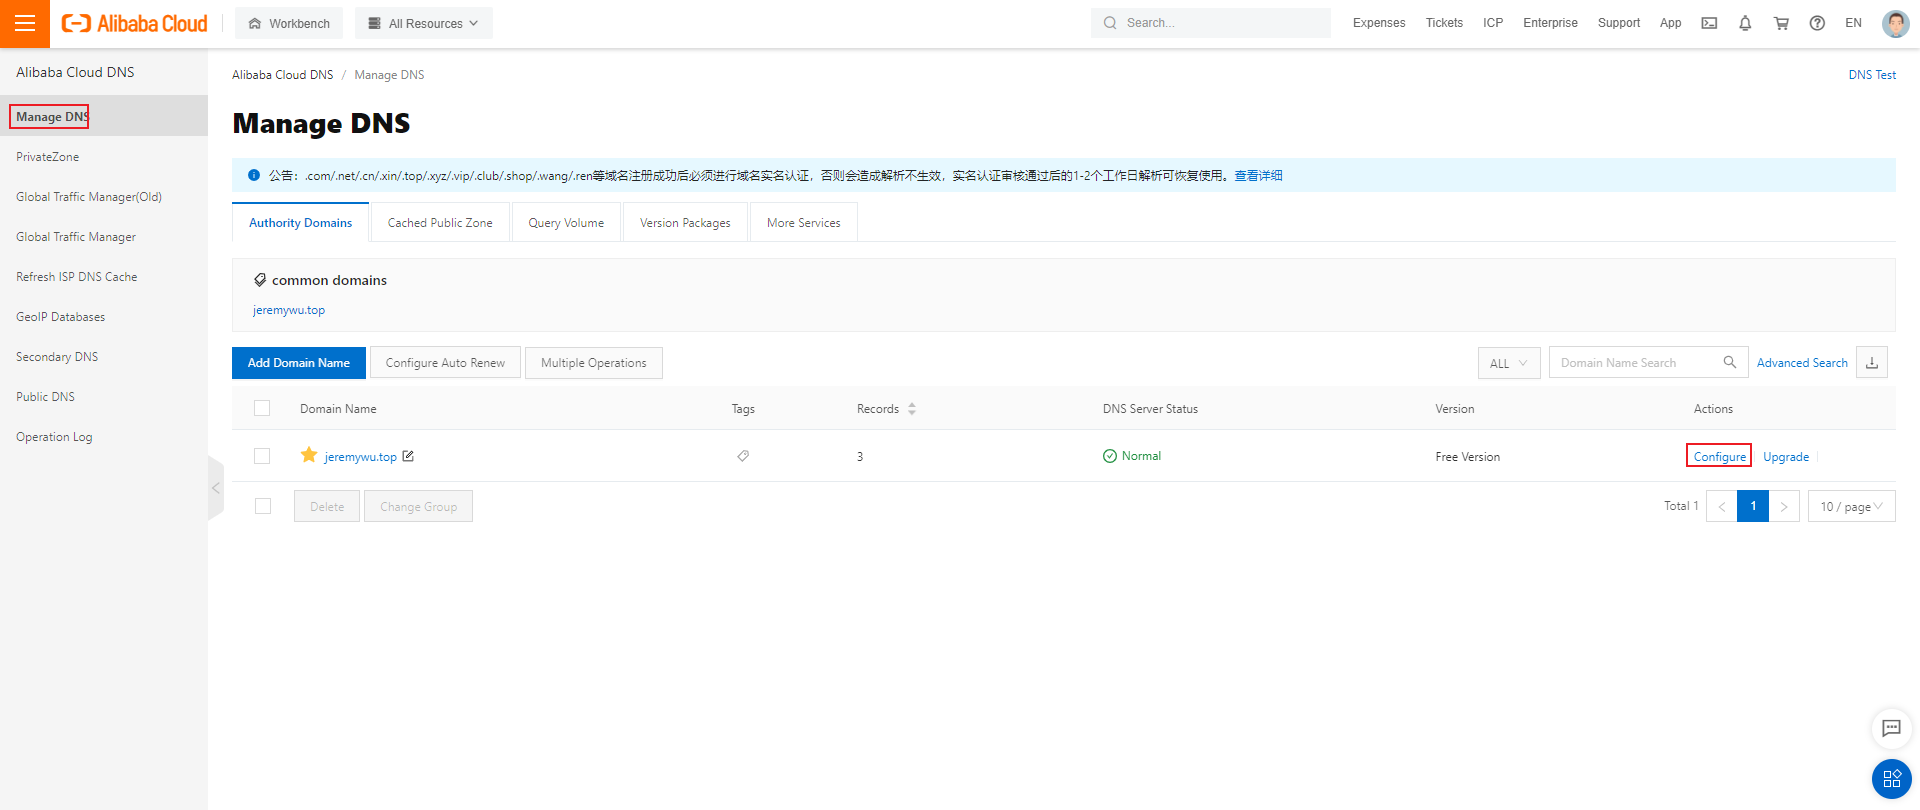 Alibaba Cloud
Workbench
All Resources
Search...
Expenses
Tickets
ICP
Enterprise
Support
App
EN
Alibaba Cloud DNS
Manage DNS
PrivateZone
Global Traffic Manager(Old)
Global Traffic Manager
Refresh ISP DNS Cache
GeoIP Databases
Secondary DNS
Public DNS
Operation Log
Alibaba Cloud DNS / Manage DNS
DNS Test
Manage DNS
公告：.com/.net/.cn/.xin/.top/.xyz/.vip/.club/.shop/.wang/.ren等域名注册成功后必须进行域名实名认证，否则会造成解析不生效，实名认证审核通过后的1-2个工作日解析可恢复使用。查看详细
Authority Domains
Cached Public Zone
Query Volume
Version Packages
More Services
common domains
jeremywu.top
Add Domain Name
Configure Auto Renew
Multiple Operations
ALL
Domain Name Search
Advanced Search
Domain Name
Tags
Records
DNS Server Status
Version
Actions
jeremywu.top
3
Normal
Free Version
Configure
Upgrade
Delete
Change Group
Total 1
<
1
>
10 / page